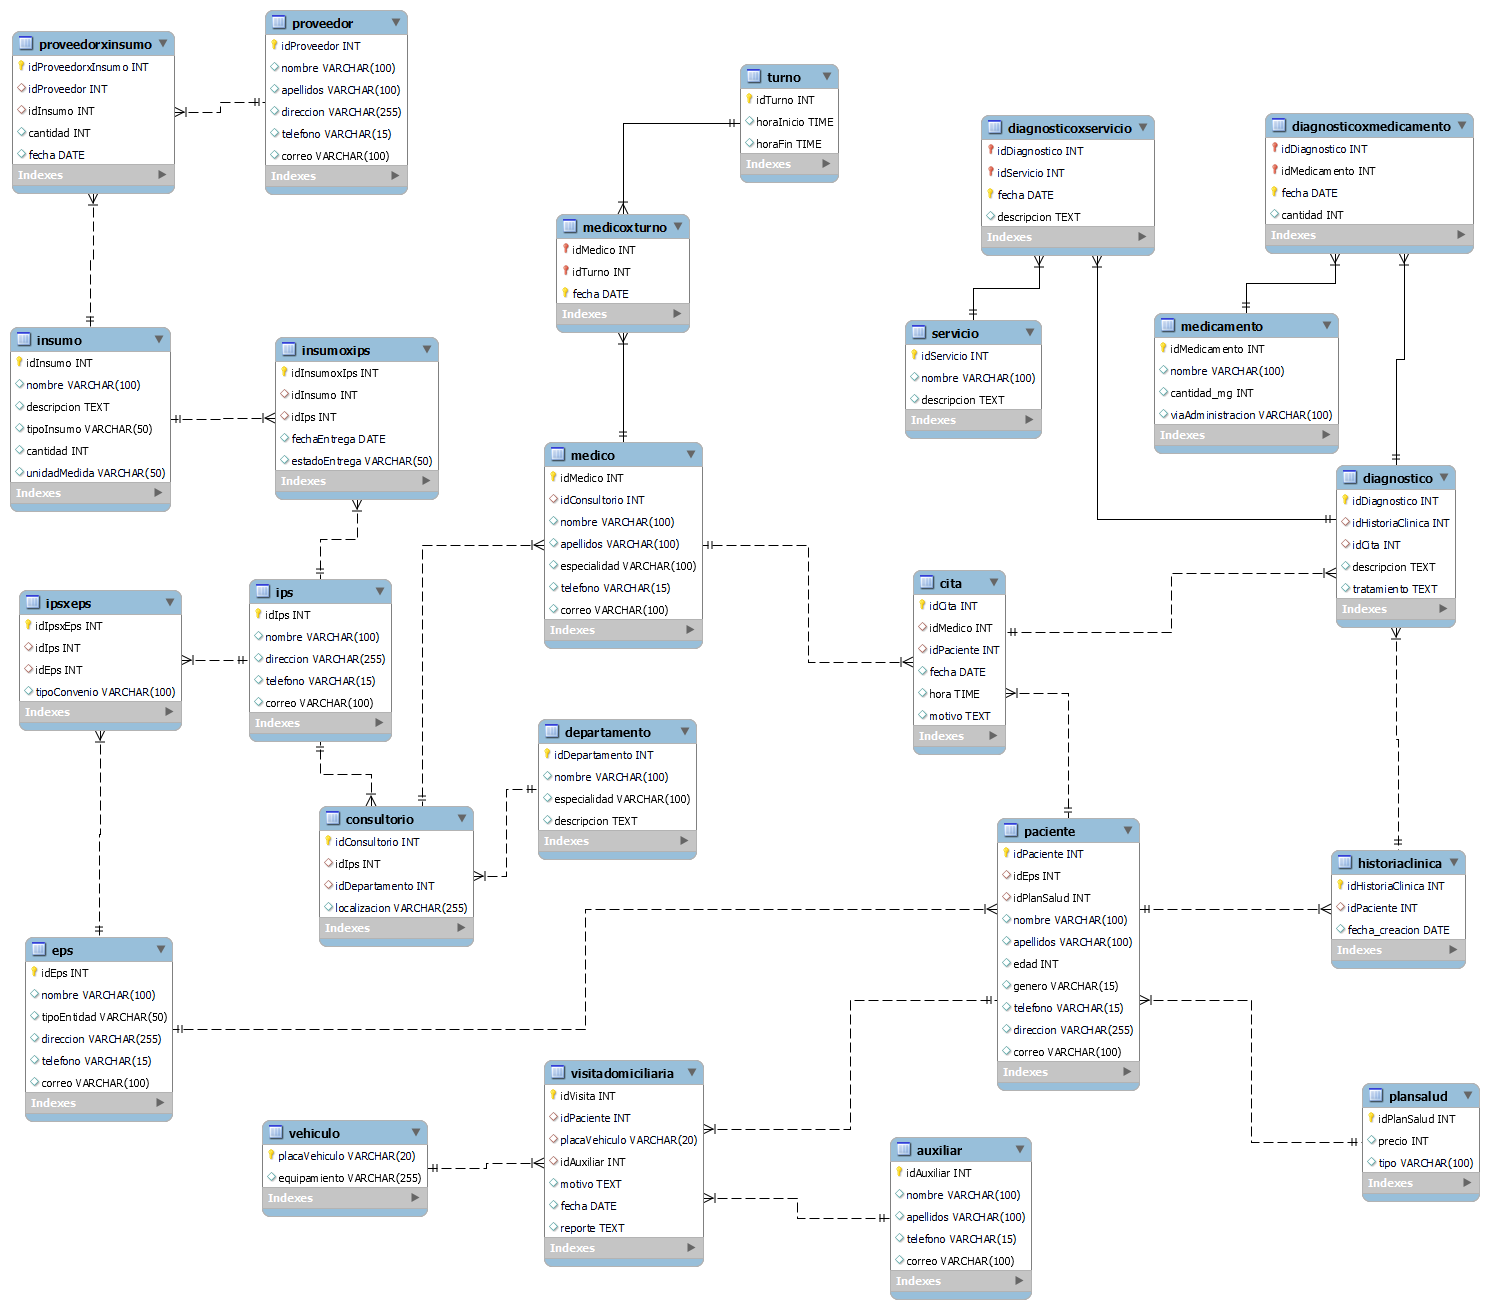 proveedorxinsumo
idProveedorxInsumo INT
idProveedor INT
idInsumo INT
cantidad INT
fecha DATE
Indexes
proveedor
idProveedor INT
nombre VARCHAR(100)
apellidos VARCHAR(100)
direccion VARCHAR(255)
telefono VARCHAR(15)
correo VARCHAR(100)
Indexes
turno
idTurno INT
horaInicio TIME
horaFin TIME
Indexes
diagnosticoxservicio
idDiagnostico INT
idServicio INT
fecha DATE
descripcion TEXT
Indexes
diagnosticoxmedicamento
idDiagnostico INT
idMedicamento INT
fecha DATE
cantidad INT
Indexes
medicoxturno
idMedico INT
idTurno INT
fecha DATE
Indexes
insumo
idInsumo INT
nombre VARCHAR(100)
descripcion TEXT
tipoInsumo VARCHAR(50)
cantidad INT
unidadMedida VARCHAR(50)
Indexes
insumoxips
idInsumoxIps INT
idInsumo INT
idIps INT
fechaEntrega DATE
estadoEntrega VARCHAR(50)
Indexes
servicio
idServicio INT
nombre VARCHAR(100)
descripcion TEXT
Indexes
medicamento
idMedicamento INT
nombre VARCHAR(100)
cantidad_mg INT
viaAdministracion VARCHAR(100)
Indexes
medico
idMedico INT
idConsultorio INT
nombre VARCHAR(100)
apellidos VARCHAR(100)
especialidad VARCHAR(100)
telefono VARCHAR(15)
correo VARCHAR(100)
Indexes
diagnostico
idDiagnostico INT
idHistoriaClinica INT
idCita INT
descripcion TEXT
tratamiento TEXT
Indexes
ipsxeps
idIpsxEps INT
idIps INT
idEps INT
tipoConvenio VARCHAR(100)
Indexes
ips
idIps INT
nombre VARCHAR(100)
direccion VARCHAR(255)
telefono VARCHAR(15)
correo VARCHAR(100)
Indexes
cita
idCita INT
idMedico INT
idPaciente INT
fecha DATE
hora TIME
motivo TEXT
Indexes
departamento
idDepartamento INT
nombre VARCHAR(100)
especialidad VARCHAR(100)
descripcion TEXT
Indexes
consultorio
idConsultorio INT
idIps INT
idDepartamento INT
localizacion VARCHAR(255)
Indexes
paciente
idPaciente INT
idEps INT
idPlanSalud INT
nombre VARCHAR(100)
apellidos VARCHAR(100)
edad INT
genero VARCHAR(15)
telefono VARCHAR(15)
direccion VARCHAR(255)
correo VARCHAR(100)
Indexes
historiaclinica
idHistoriaClinica INT
idPaciente INT
fecha_creacion DATE
Indexes
eps
idEps INT
nombre VARCHAR(100)
tipoEntidad VARCHAR(50)
direccion VARCHAR(255)
telefono VARCHAR(15)
correo VARCHAR(100)
Indexes
visitadomiciliaria
idVisita INT
idPaciente INT
placaVehiculo VARCHAR(20)
idAuxiliar INT
motivo TEXT
fecha DATE
reporte TEXT
Indexes
vehiculo
placaVehiculo VARCHAR(20)
equipamiento VARCHAR(255)
Indexes
auxiliar
idAuxiliar INT
nombre VARCHAR(100)
apellidos VARCHAR(100)
telefono VARCHAR(15)
correo VARCHAR(100)
Indexes
plansalud
idPlanSalud INT
precio INT
tipo VARCHAR(100)
Indexes